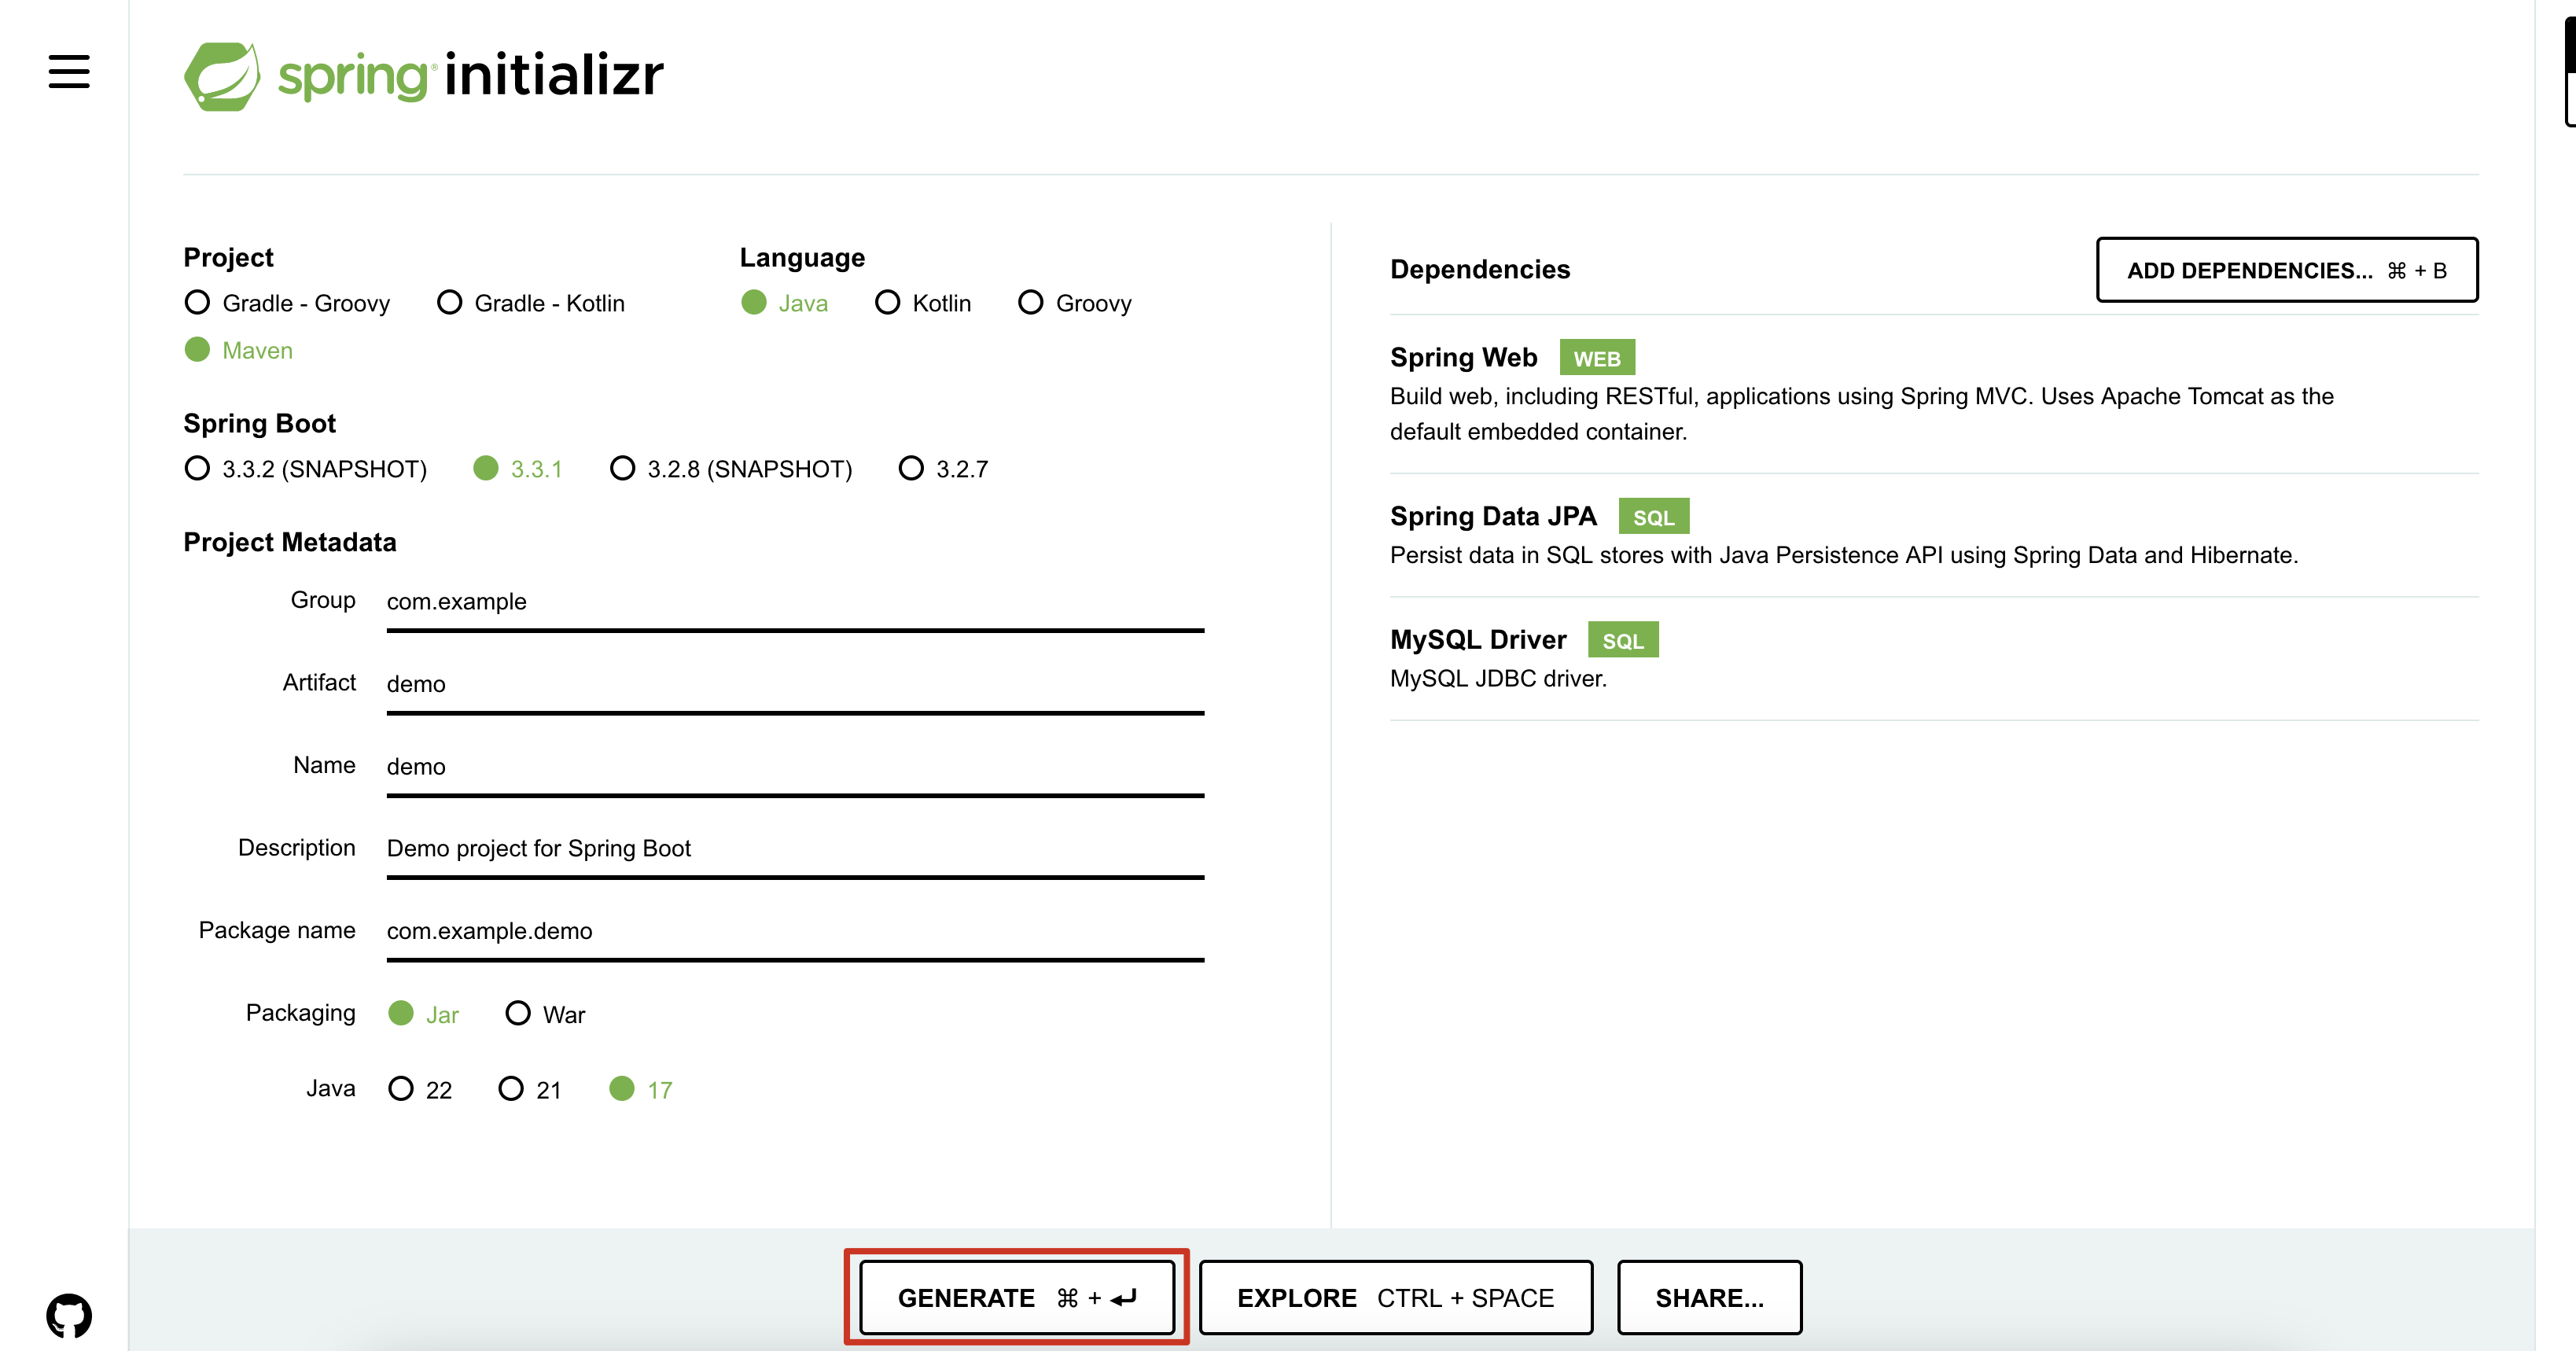 spring® initializr
Project
Gradle - Groovy Gradle - Kotlin
Maven
Language
Java Kotlin Groovy
Spring Boot
3.3.2 (SNAPSHOT) 3.3.1 3.2.8 (SNAPSHOT) 3.2.7
Project Metadata
Group com.example
Artifact demo
Name demo
Description Demo project for Spring Boot
Package name com.example.demo
Packaging Jar War
Java 22 21 17
Dependencies
ADD DEPENDENCIES... ⌘ + B
Spring Web WEB
Build web, including RESTful, applications using Spring MVC. Uses Apache Tomcat as the
default embedded container.
Spring Data JPA SQL
Persist data in SQL stores with Java Persistence API using Spring Data and Hibernate.
MySQL Driver SQL
MySQL JDBC driver.
GENERATE ⌘ + ↵
EXPLORE CTRL + SPACE
SHARE...